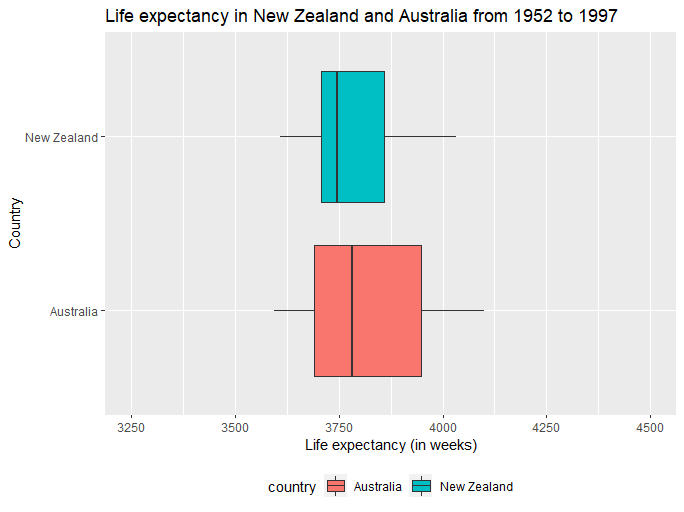 Life expectancy in New Zealand and Australia from 1952 to 1997
Country
New Zealand
Australia
3250 3500 3750 4000 4250 4500
Life expectancy (in weeks)
country Australia New Zealand